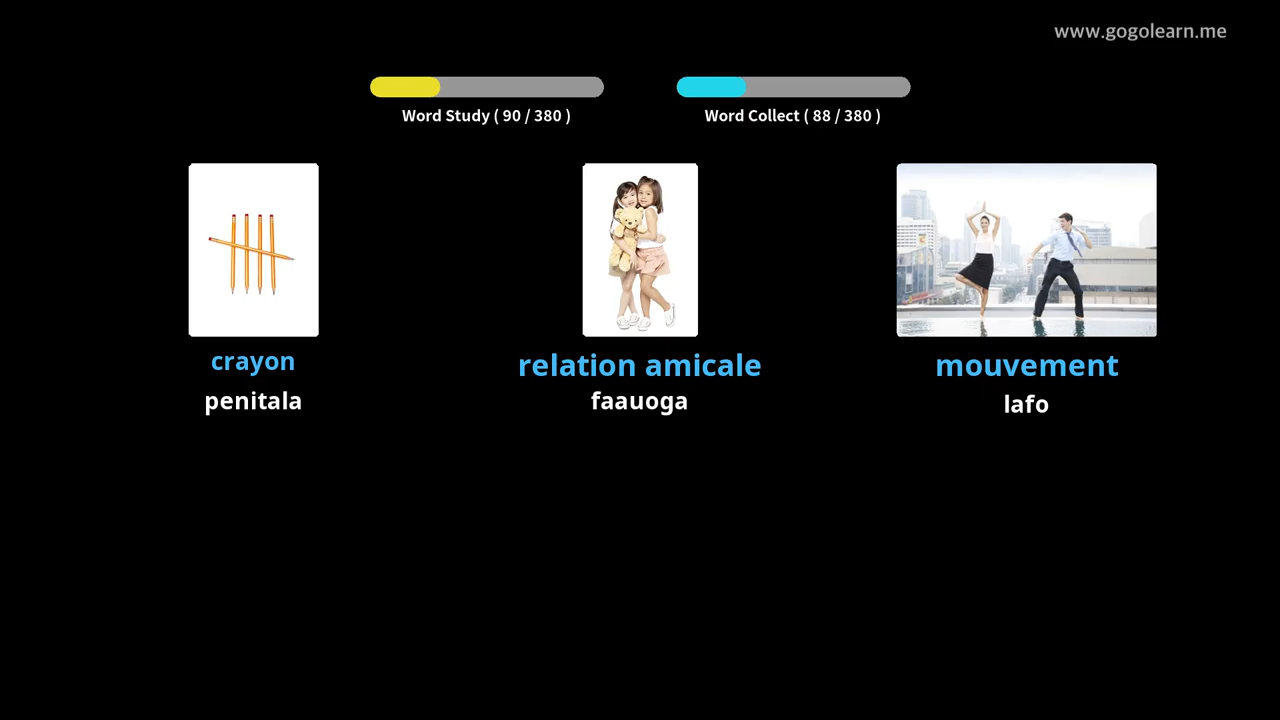 www.gogolearn.me
Word Study ( 90 / 380 )
Word Collect ( 88 / 380 )
crayon
penitala
relation amicale
faauoga
mouvement
lafo